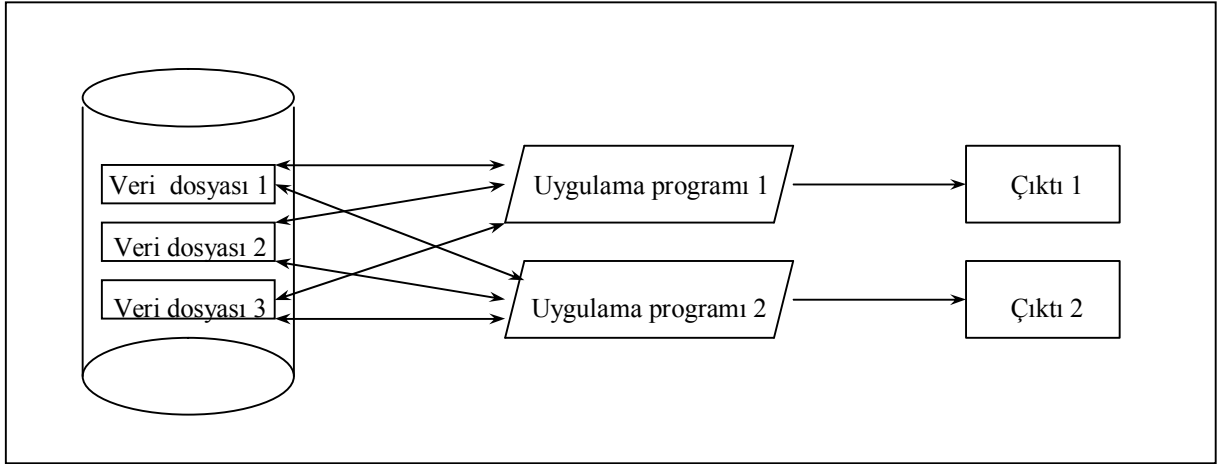 Veri dosyası 1
Veri dosyası 2
Veri dosyası 3
Uygulama programı 1
Uygulama programı 2
Çıktı 1
Çıktı 2